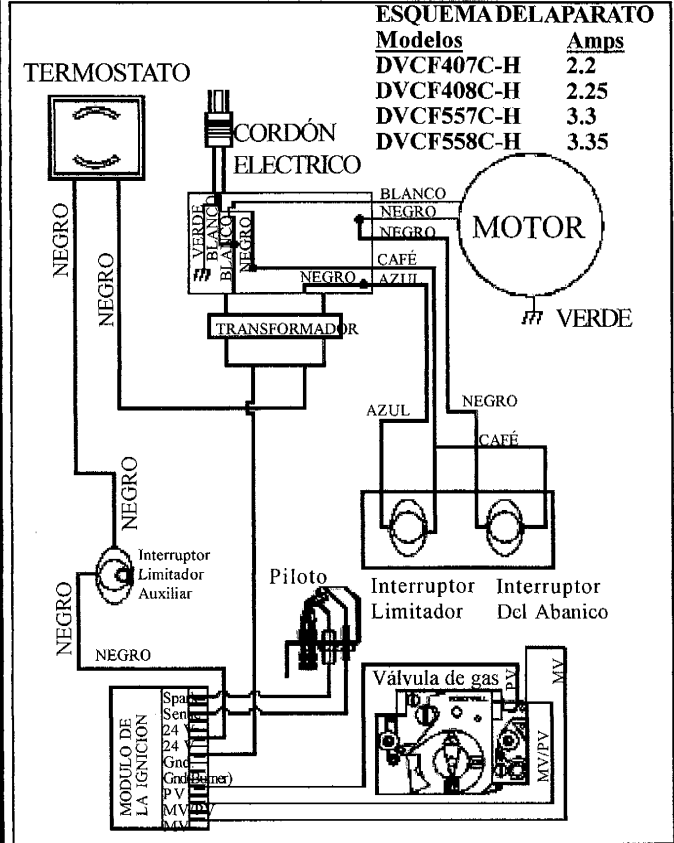 ESQUEMA DEL APARATO
Modelos Amps
DVCF407C-H 2.2
DVCF408C-H 2.25
DVCF557C-H 3.3
DVCF558C-H 3.35
TERMOSTATO
CORDÓN
ELECTRICO
BLANCO
NEGRO
NEGRO
MOTOR
VERDE
BLANCO
BLANCO
NEGRO
CAFÉ
NEGRO
AZUL
VERDE
NEGRO
NEGRO
TRANSFORMADOR
AZUL
NEGRO
CAFÉ
NEGRO
Interruptor
Limitador
Auxiliar
NEGRO
NEGRO
Piloto
Interruptor
Limitador
Interruptor
Del Abanico
Válvula de gas
PV
MV
MV/PV
MODULO DE
LA IGNICION
Spark
Sense
24 V
24 V
Gnd.
Gnd(Burner)
PV
MV/PV
MV